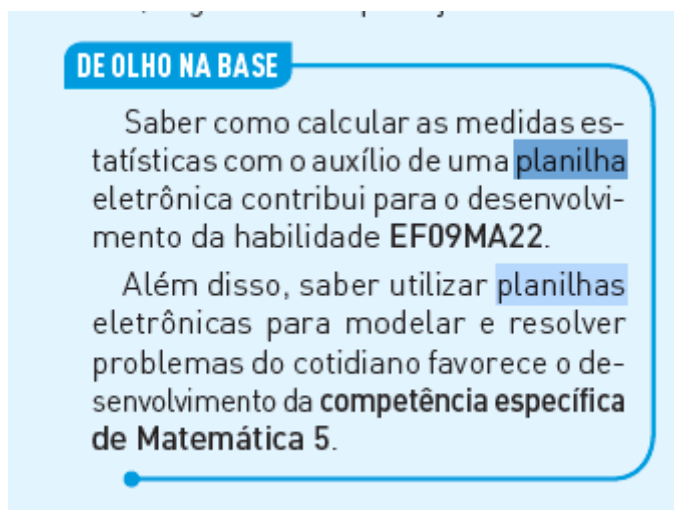 DE OLHO NA BASE
Saber como calcular as medidas es-
tatísticas com o auxílio de uma planilha
eletrônica contribui para o desenvolvi-
mento da habilidade EF09MA22.
Além disso, saber utilizar planilhas
eletrônicas para modelar e resolver
problemas do cotidiano favorece o de-
senvolvimento da competência específica
de Matemática 5.